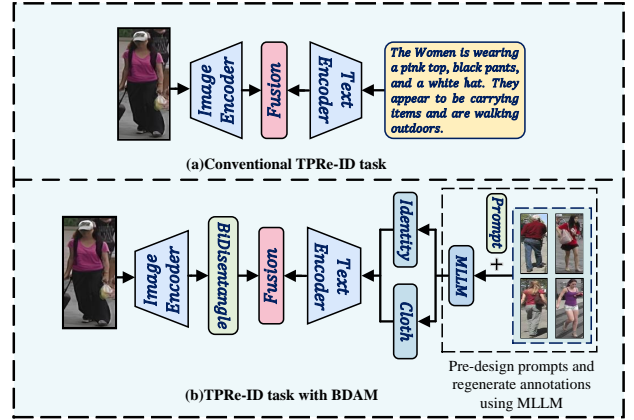 Image
Encoder
Fusion
Text
Encoder
The Women is wearing
a pink top, black pants,
and a white hat. They
appear to be carrying
items and are walking
outdoors.
(a)Conventional TPRe-ID task
Image
Encoder
BiDisentangle
Fusion
Text
Encoder
Identity
Cloth
MLLM
Prompt
+
Pre-design prompts and
regenerate annotations
using MLLM
(b)TPRe-ID task with BDAM